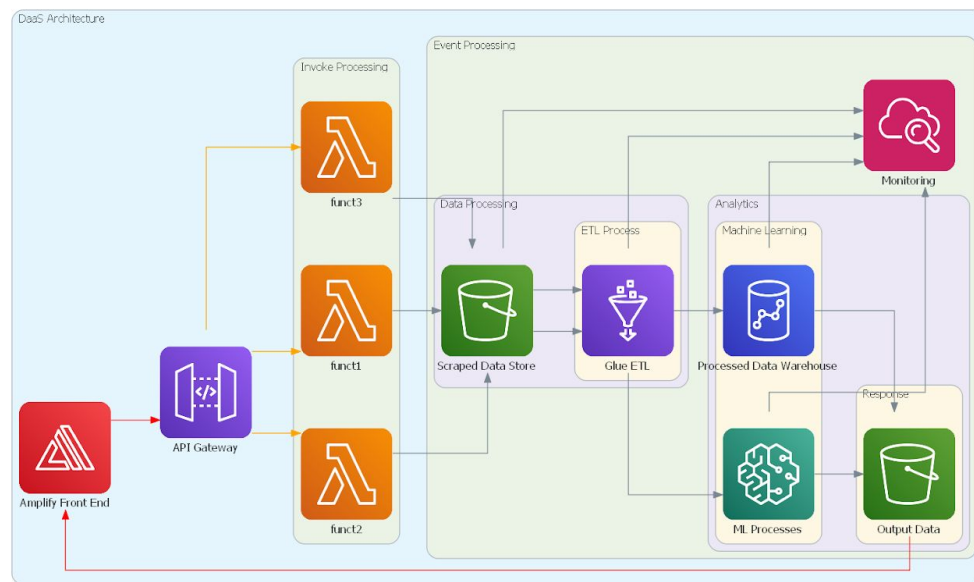 DaaS Architecture
Event Processing
Invoke Processing
funct3
Monitoring
Data Processing
Analytics
ETL Process
Machine Learning
funct1
Scraped Data Store
Glue ETL
Processed Data Warehouse
Response
API Gateway
Amplify Front End
funct2
ML Processes
Output Data